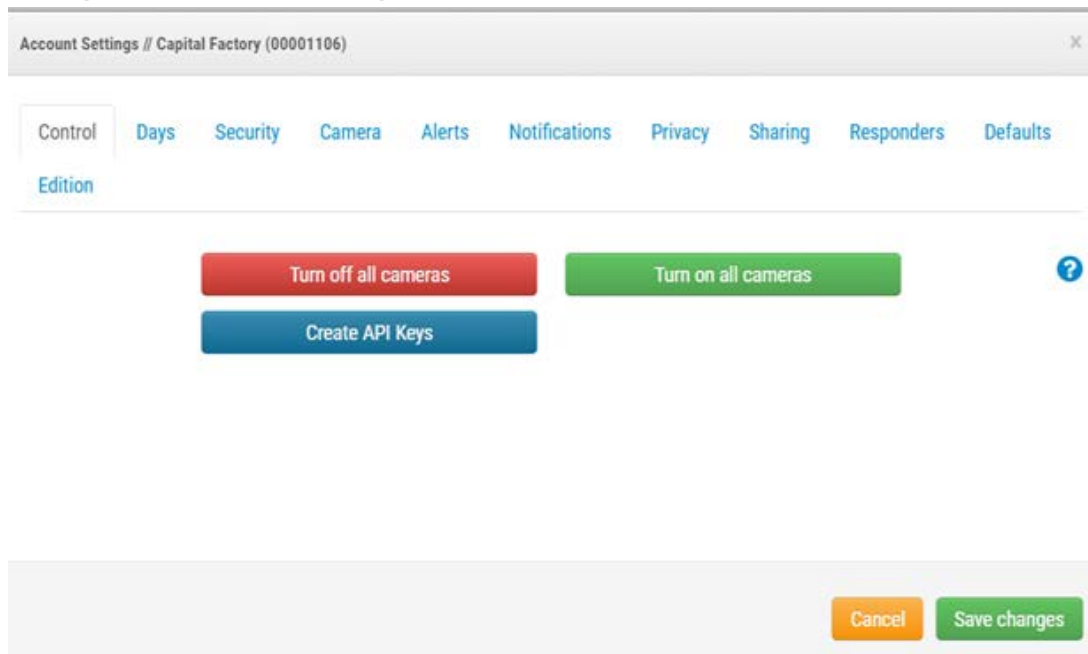 Account Settings // Capital Factory (00001106) x
Control Days Security Camera Alerts Notifications Privacy Sharing Responders Defaults
Edition
Turn off all cameras Turn on all cameras ?
Create API Keys
Cancel Save changes